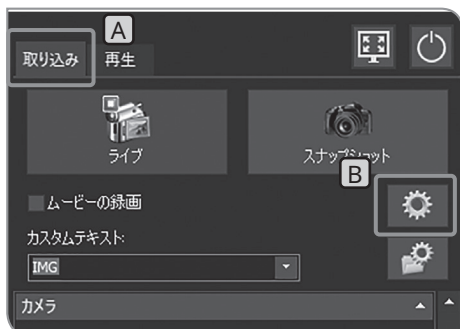 A
取り込み 再生
ライブ スナップショット
B
ムービーの録画
カスタムテキスト:
IMG
カメラ